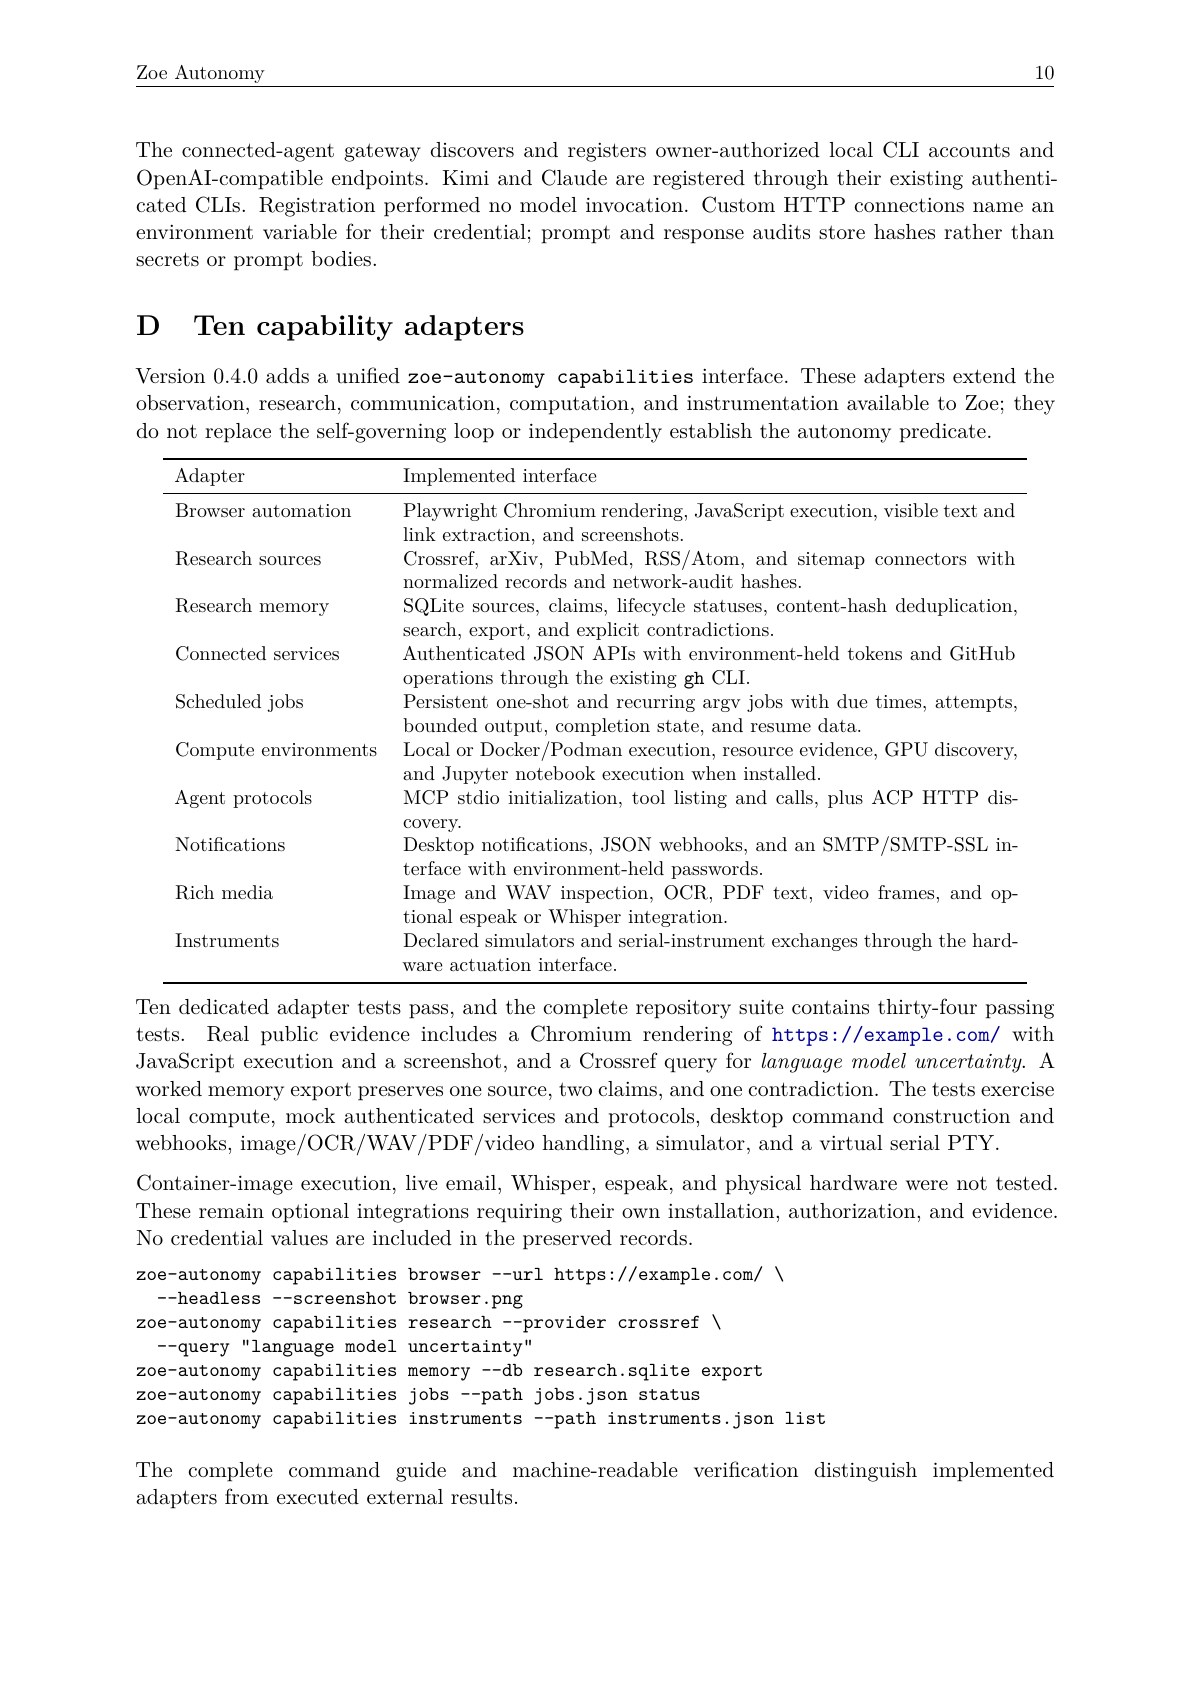 Zoe Autonomy 10
The connected-agent gateway discovers and registers owner-authorized local CLI accounts and
OpenAI-compatible endpoints. Kimi and Claude are registered through their existing authenti-
cated CLIs. Registration performed no model invocation. Custom HTTP connections name an
environment variable for their credential; prompt and response audits store hashes rather than
secrets or prompt bodies.
D Ten capability adapters
Version 0.4.0 adds a unified zoe-autonomy capabilities interface. These adapters extend the
observation, research, communication, computation, and instrumentation available to Zoe; they
do not replace the self-governing loop or independently establish the autonomy predicate.
Adapter Implemented interface
Browser automation Playwright Chromium rendering, JavaScript execution, visible text and
link extraction, and screenshots.
Research sources Crossref, arXiv, PubMed, RSS/Atom, and sitemap connectors with
normalized records and network-audit hashes.
Research memory SQLite sources, claims, lifecycle statuses, content-hash deduplication,
search, export, and explicit contradictions.
Connected services Authenticated JSON APIs with environment-held tokens and GitHub
operations through the existing gh CLI.
Scheduled jobs Persistent one-shot and recurring argv jobs with due times, attempts,
bounded output, completion state, and resume data.
Compute environments Local or Docker/Podman execution, resource evidence, GPU discovery,
and Jupyter notebook execution when installed.
Agent protocols MCP stdio initialization, tool listing and calls, plus ACP HTTP dis-
covery.
Notifications Desktop notifications, JSON webhooks, and an SMTP/SMTP-SSL in-
terface with environment-held passwords.
Rich media Image and WAV inspection, OCR, PDF text, video frames, and op-
tional espeak or Whisper integration.
Instruments Declared simulators and serial-instrument exchanges through the hard-
ware actuation interface.
Ten dedicated adapter tests pass, and the complete repository suite contains thirty-four passing
tests. Real public evidence includes a Chromium rendering of https://example.com/ with
JavaScript execution and a screenshot, and a Crossref query for language model uncertainty. A
worked memory export preserves one source, two claims, and one contradiction. The tests exercise
local compute, mock authenticated services and protocols, desktop command construction and
webhooks, image/OCR/WAV/PDF/video handling, a simulator, and a virtual serial PTY.
Container-image execution, live email, Whisper, espeak, and physical hardware were not tested.
These remain optional integrations requiring their own installation, authorization, and evidence.
No credential values are included in the preserved records.
zoe-autonomy capabilities browser --url https://example.com/ \
--headless --screenshot browser.png
zoe-autonomy capabilities research --provider crossref \
--query "language model uncertainty"
zoe-autonomy capabilities memory --db research.sqlite export
zoe-autonomy capabilities jobs --path jobs.json status
zoe-autonomy capabilities instruments --path instruments.json list
The complete command guide and machine-readable verification distinguish implemented
adapters from executed external results.